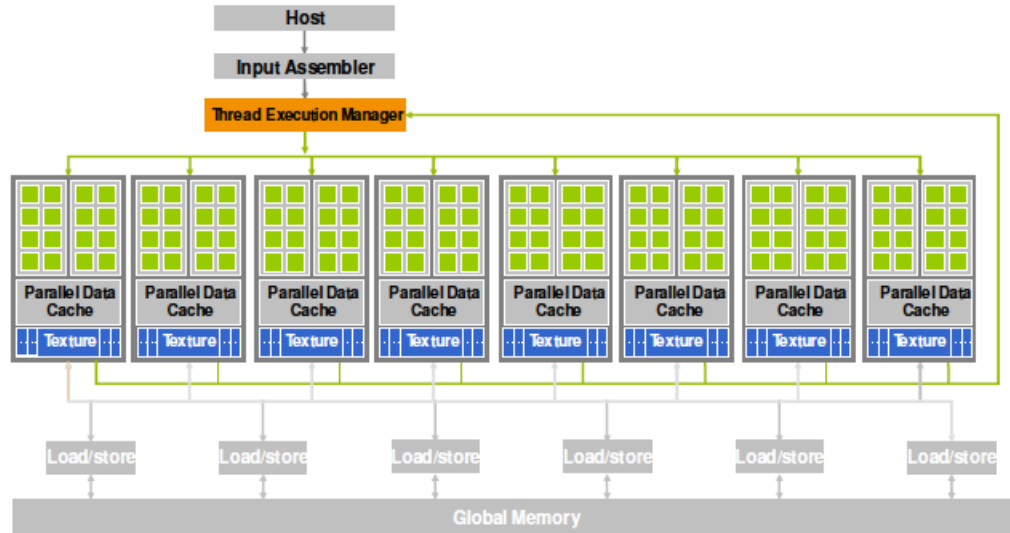 Host
Input Assembler
Thread Execution Manager
Parallel Data
Cache
Texture
Parallel Data
Cache
Texture
Parallel Data
Cache
Texture
Parallel Data
Cache
Texture
Parallel Data
Cache
Texture
Parallel Data
Cache
Texture
Parallel Data
Cache
Texture
Parallel Data
Cache
Texture
Load/store
Load/store
Load/store
Load/store
Load/store
Load/store
Global Memory